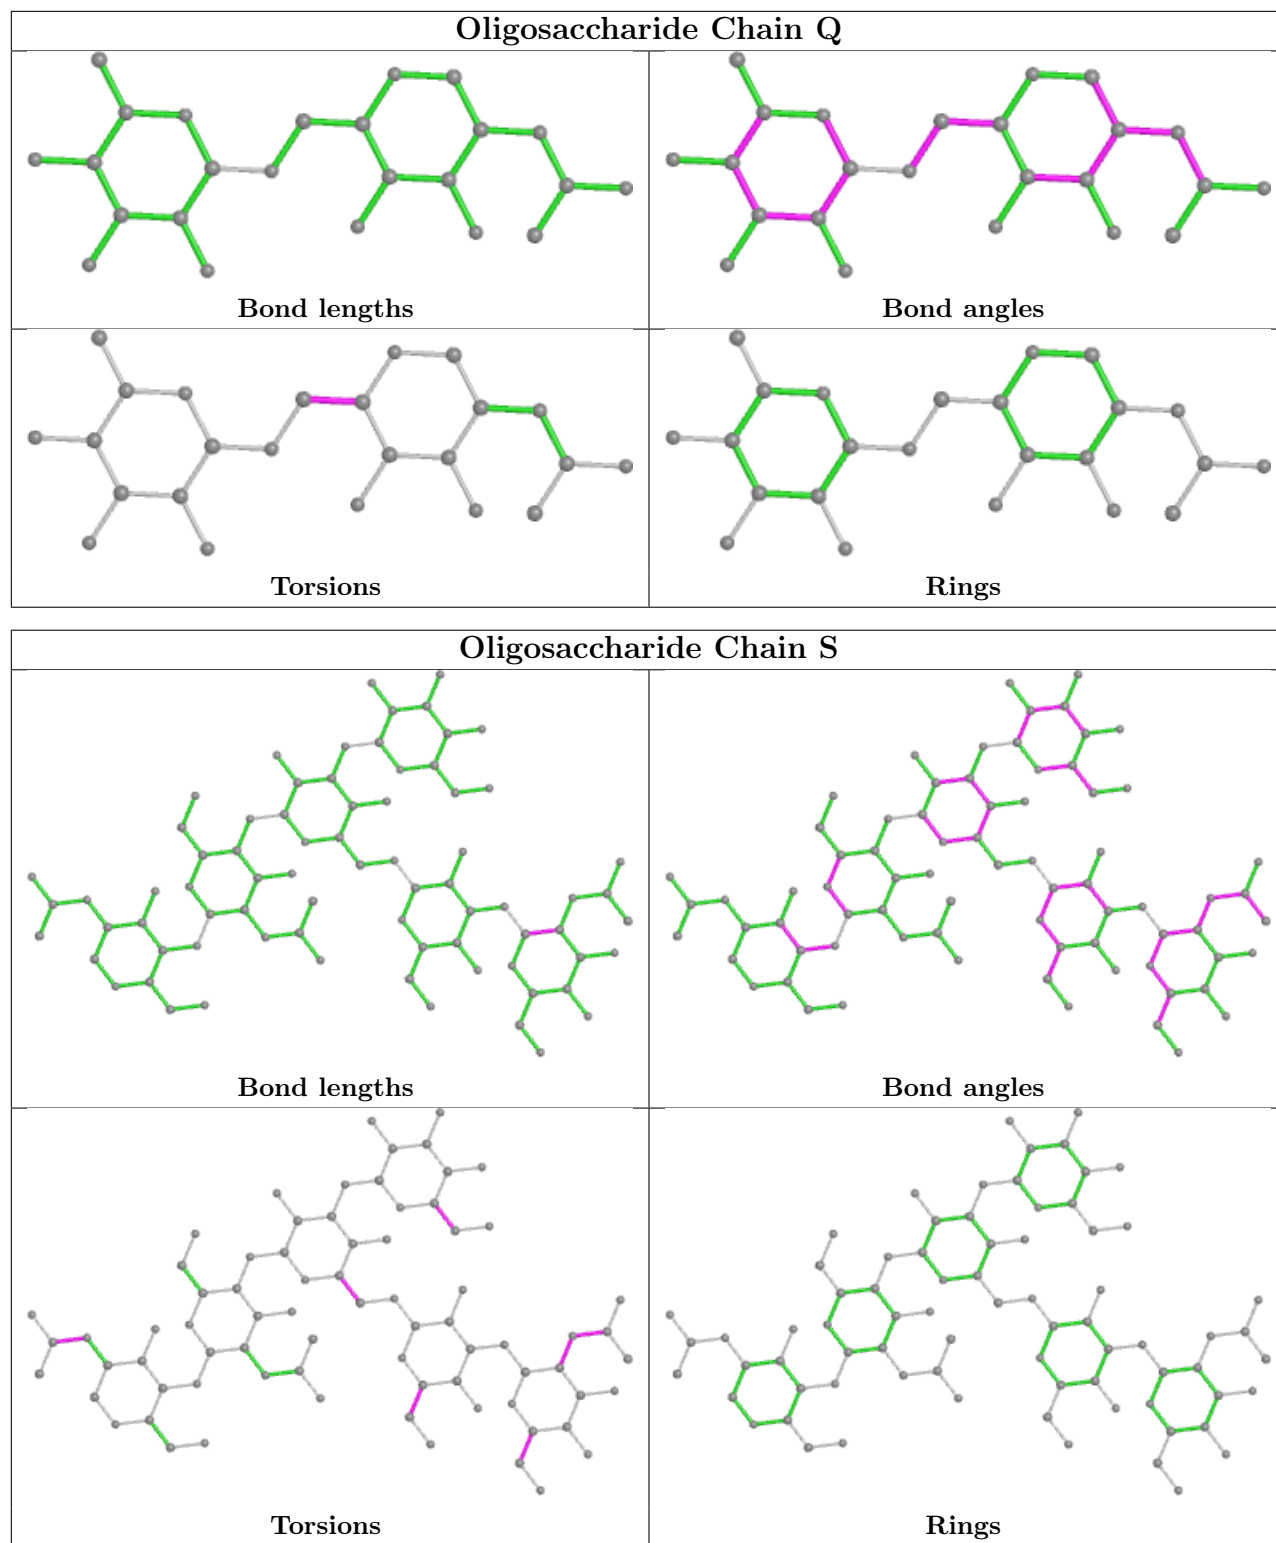 Oligosaccharide Chain Q
Bond lengths
Bond angles
Torsions
Rings
Oligosaccharide Chain S
Bond lengths
Bond angles
Torsions
Rings